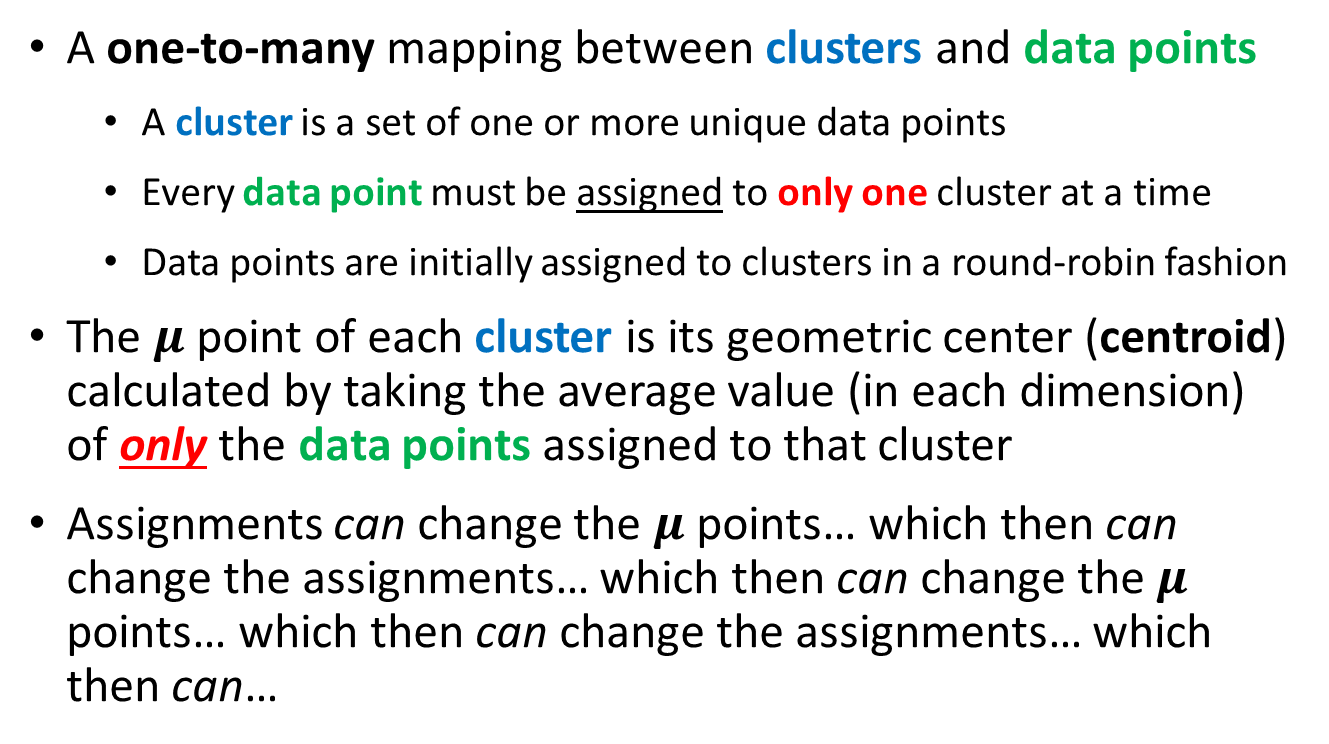 • A one-to-many mapping between clusters and data points
• A cluster is a set of one or more unique data points
• Every data point must be assigned to only one cluster at a time
• Data points are initially assigned to clusters in a round-robin fashion
• The μ point of each cluster is its geometric center (centroid)
calculated by taking the average value (in each dimension)
of only the data points assigned to that cluster
• Assignments can change the μ points… which then can
change the assignments… which then can change the μ
points… which then can change the assignments… which
then can…